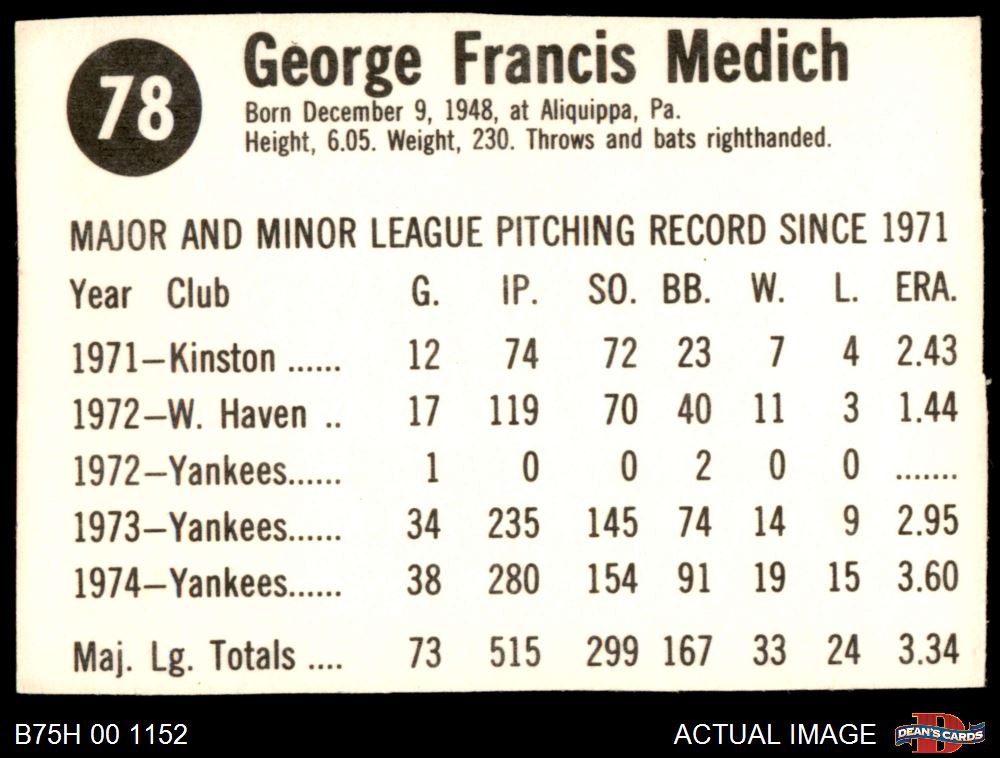 78
George Francis Medich
Born December 9, 1948, at Aliquippa, Pa.
Height, 6.05. Weight, 230. Throws and bats righthanded.
MAJOR AND MINOR LEAGUE PITCHING RECORD SINCE 1971
Year Club G. IP. SO. BB. W. L. ERA.
1971—Kinston ...... 12 74 72 23 7 4 2.43
1972—W. Haven .. 17 119 70 40 11 3 1.44
1972—Yankees...... 1 0 0 2 0 0 .......
1973—Yankees...... 34 235 145 74 14 9 2.95
1974—Yankees...... 38 280 154 91 19 15 3.60
Maj. Lg. Totals .... 73 515 299 167 33 24 3.34
B75H 00 1152 ACTUAL IMAGE D DEAN'S CARDS